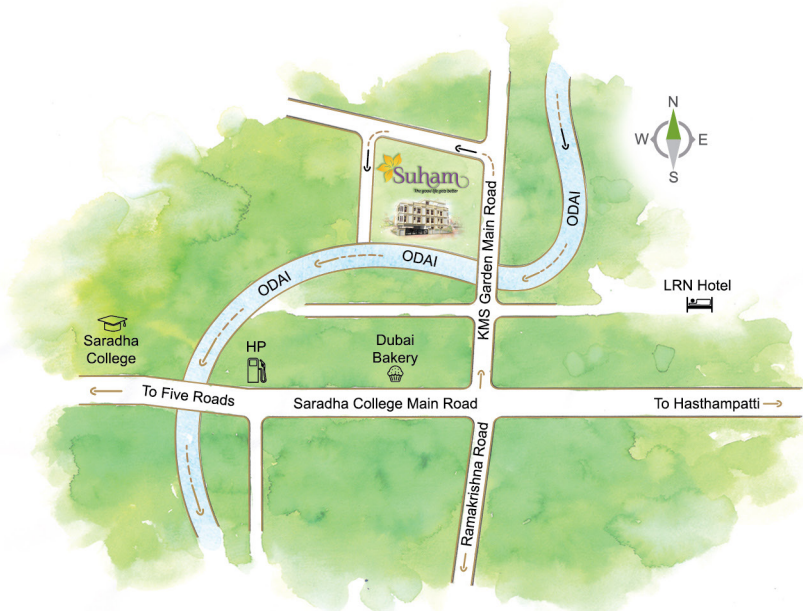 N
W
E
S
Suham
The good life gets better
ODAI
ODAI
ODAI
KMS Garden Main Road
LRN Hotel
Saradha
College
HP
Dubai
Bakery
To Five Roads
Saradha College Main Road
To Hasthampatti
Ramakrishna Road